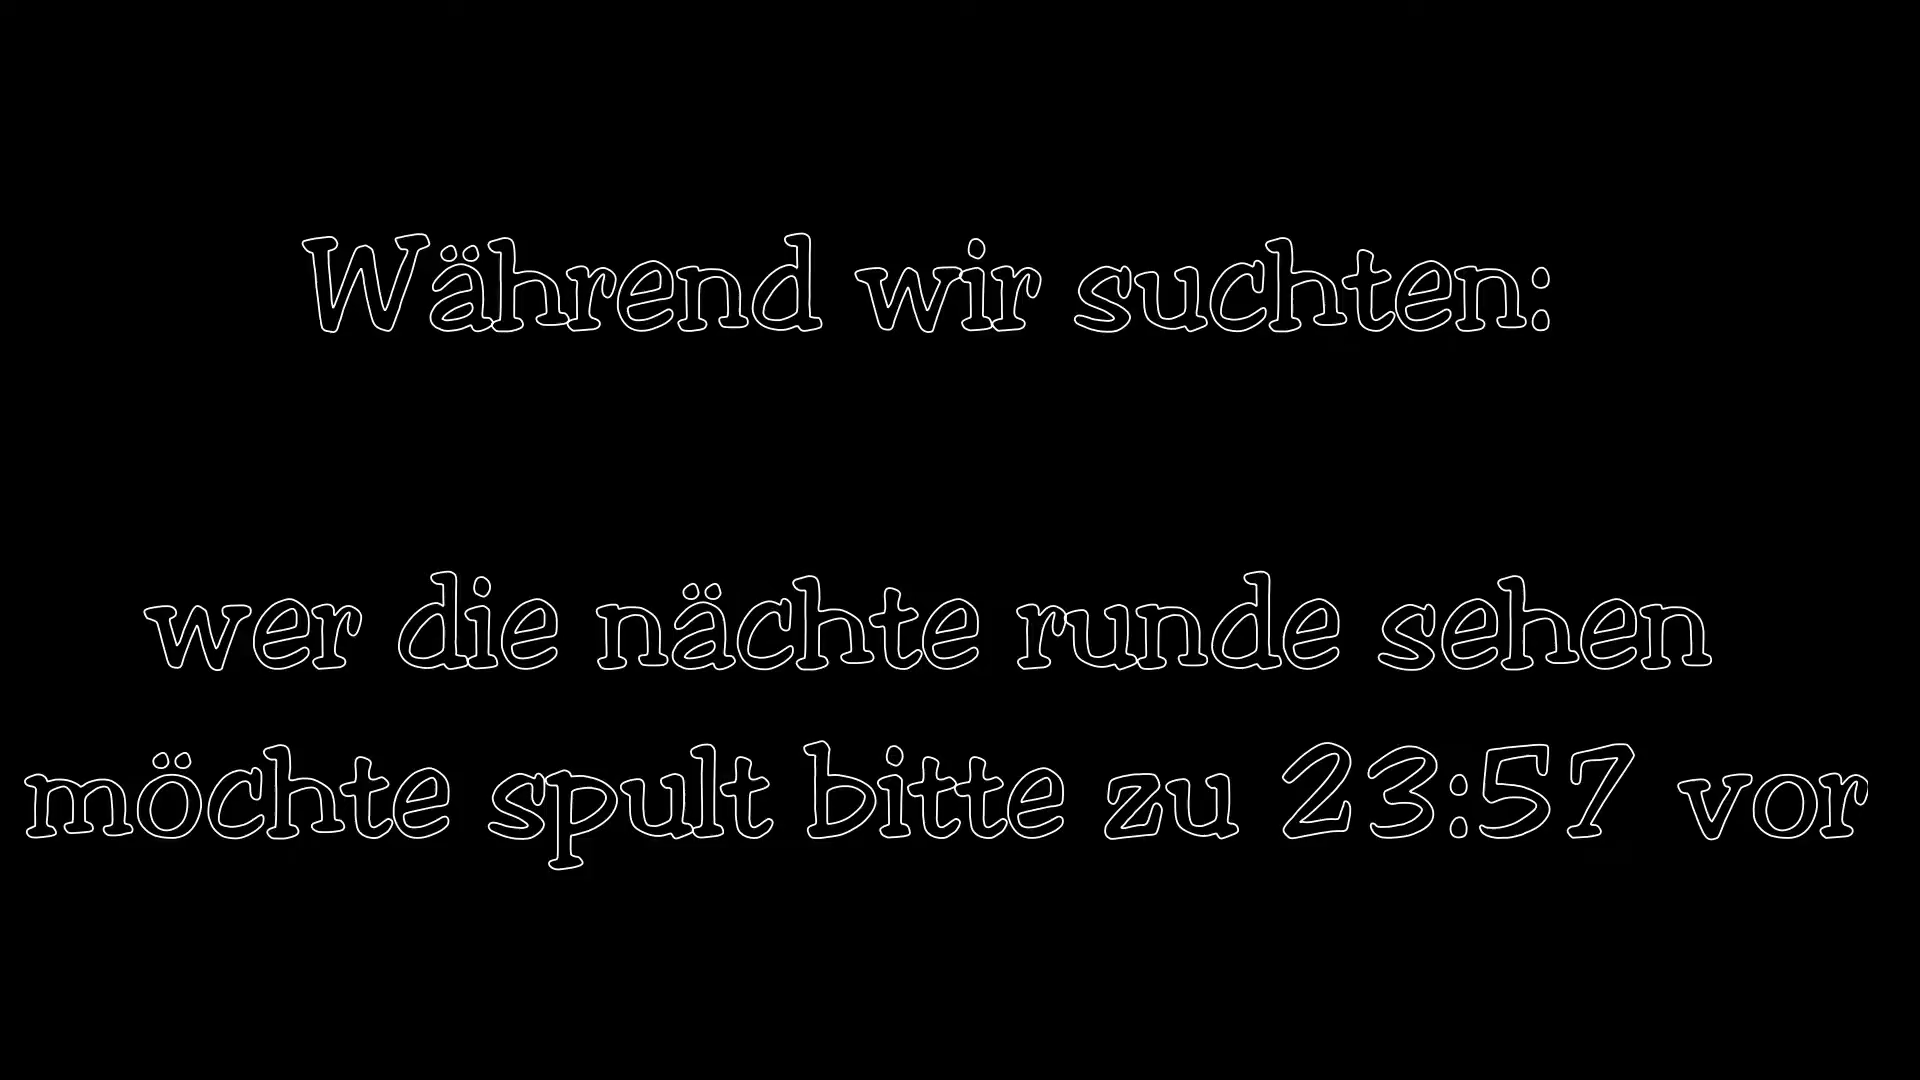 Während wir suchten:
wer die nächte runde sehen
möchte spult bitte zu 23:57 vor